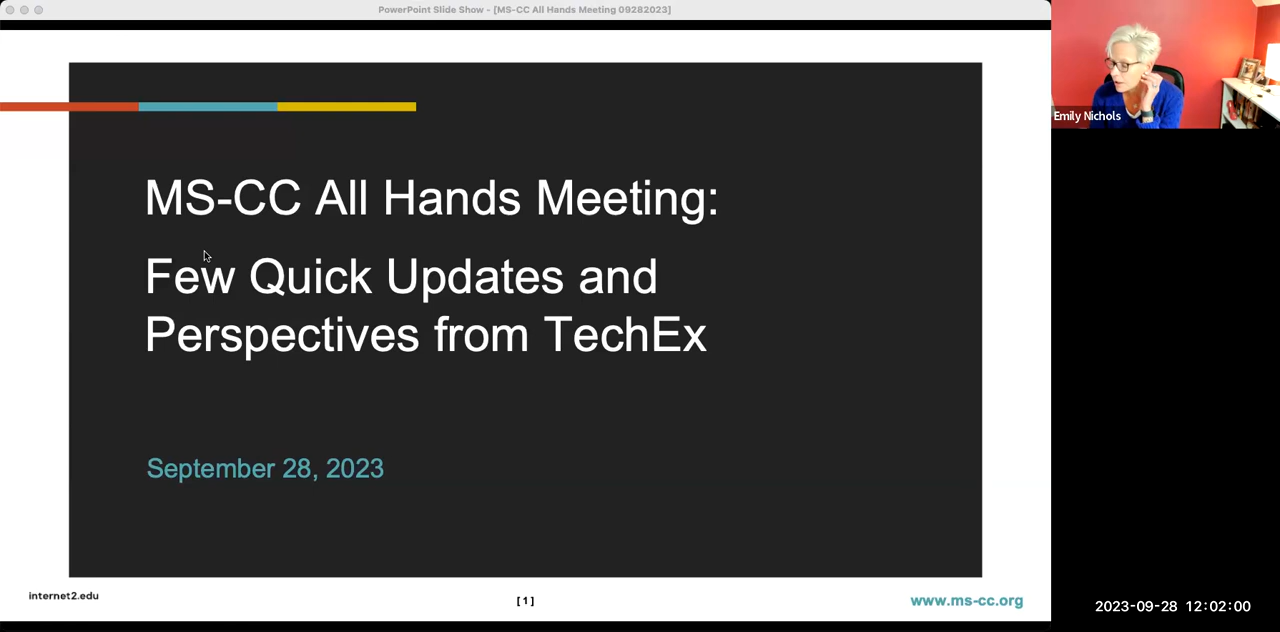 PowerPoint Slide Show - [MS-CC All Hands Meeting 09282023]
Emily Nichols
MS-CC All Hands Meeting:
Few Quick Updates and
Perspectives from TechEx
September 28, 2023
internet2.edu
[ 1 ]
www.ms-cc.org
2023-09-28 12:02:00